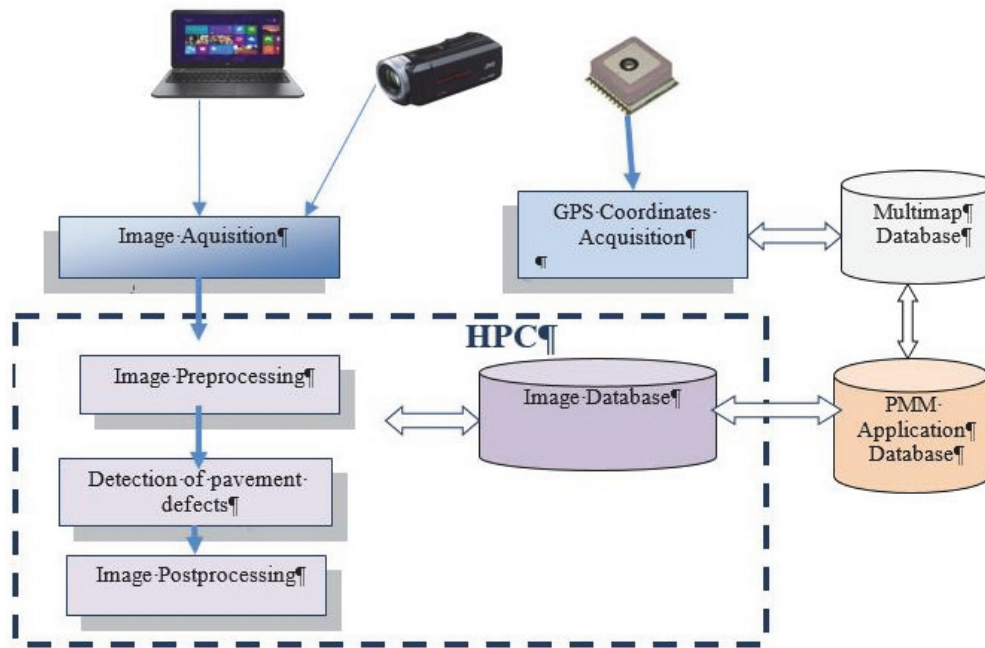 JVC
Image·Aquisition¶
GPS·Coordinates·
Acquisition¶
¶
Multimap¶
Database¶
HPC¶
Image·Preprocessing¶
Image·Database¶
PMM·
Application¶
Database¶
Detection·of·pavement·
defects¶
Image·Postprocessing¶